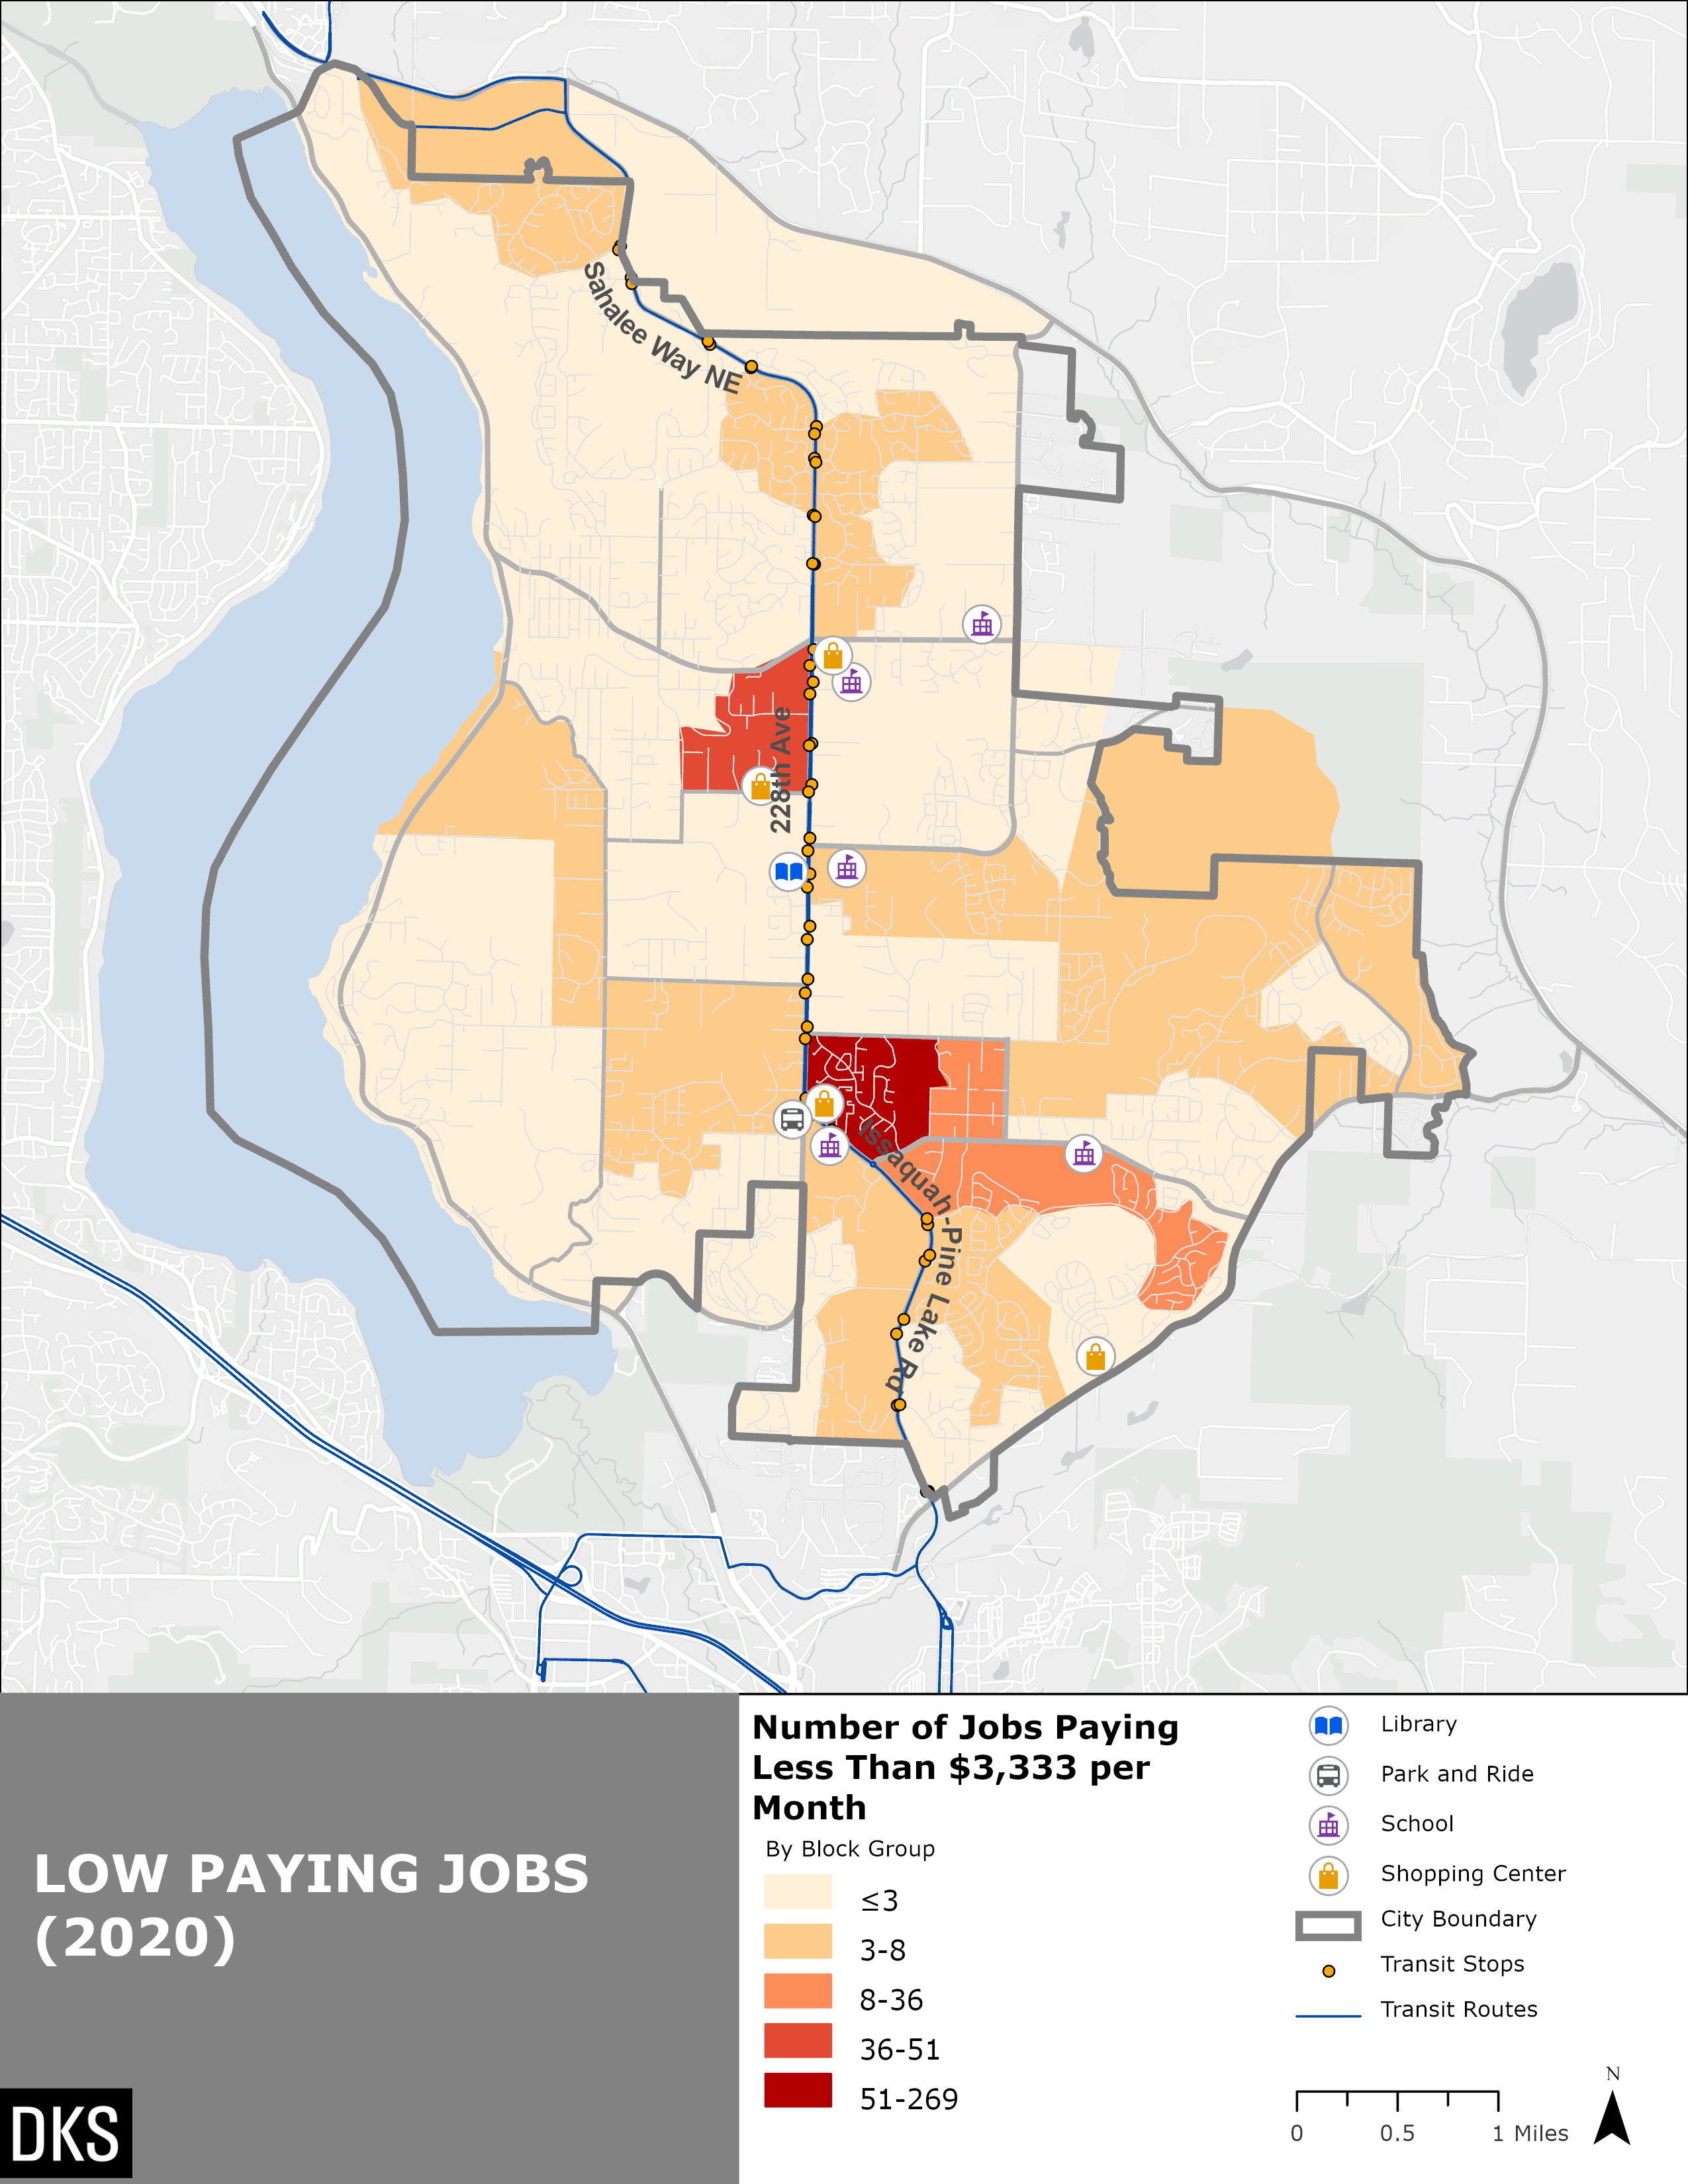 Sahalee Way NE
228th Ave
Issaquah-Pine Lake Rd
LOW PAYING JOBS
(2020)
DKS
Number of Jobs Paying
Less Than $3,333 per
Month
By Block Group
≤3
3-8
8-36
36-51
51-269
Library
Park and Ride
School
Shopping Center
City Boundary
Transit Stops
Transit Routes
N
0 0.5 1 Miles